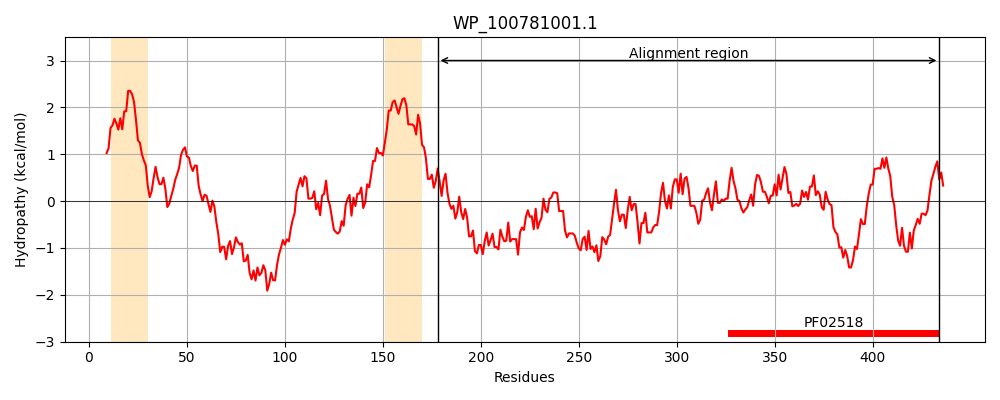 WP_100781001.1
Alignment region
3
2
1
0
−1
−2
−3
Hydropathy (kcal/mol)
PF02518
0 50 100 150 200 250 300 350 400
Residues